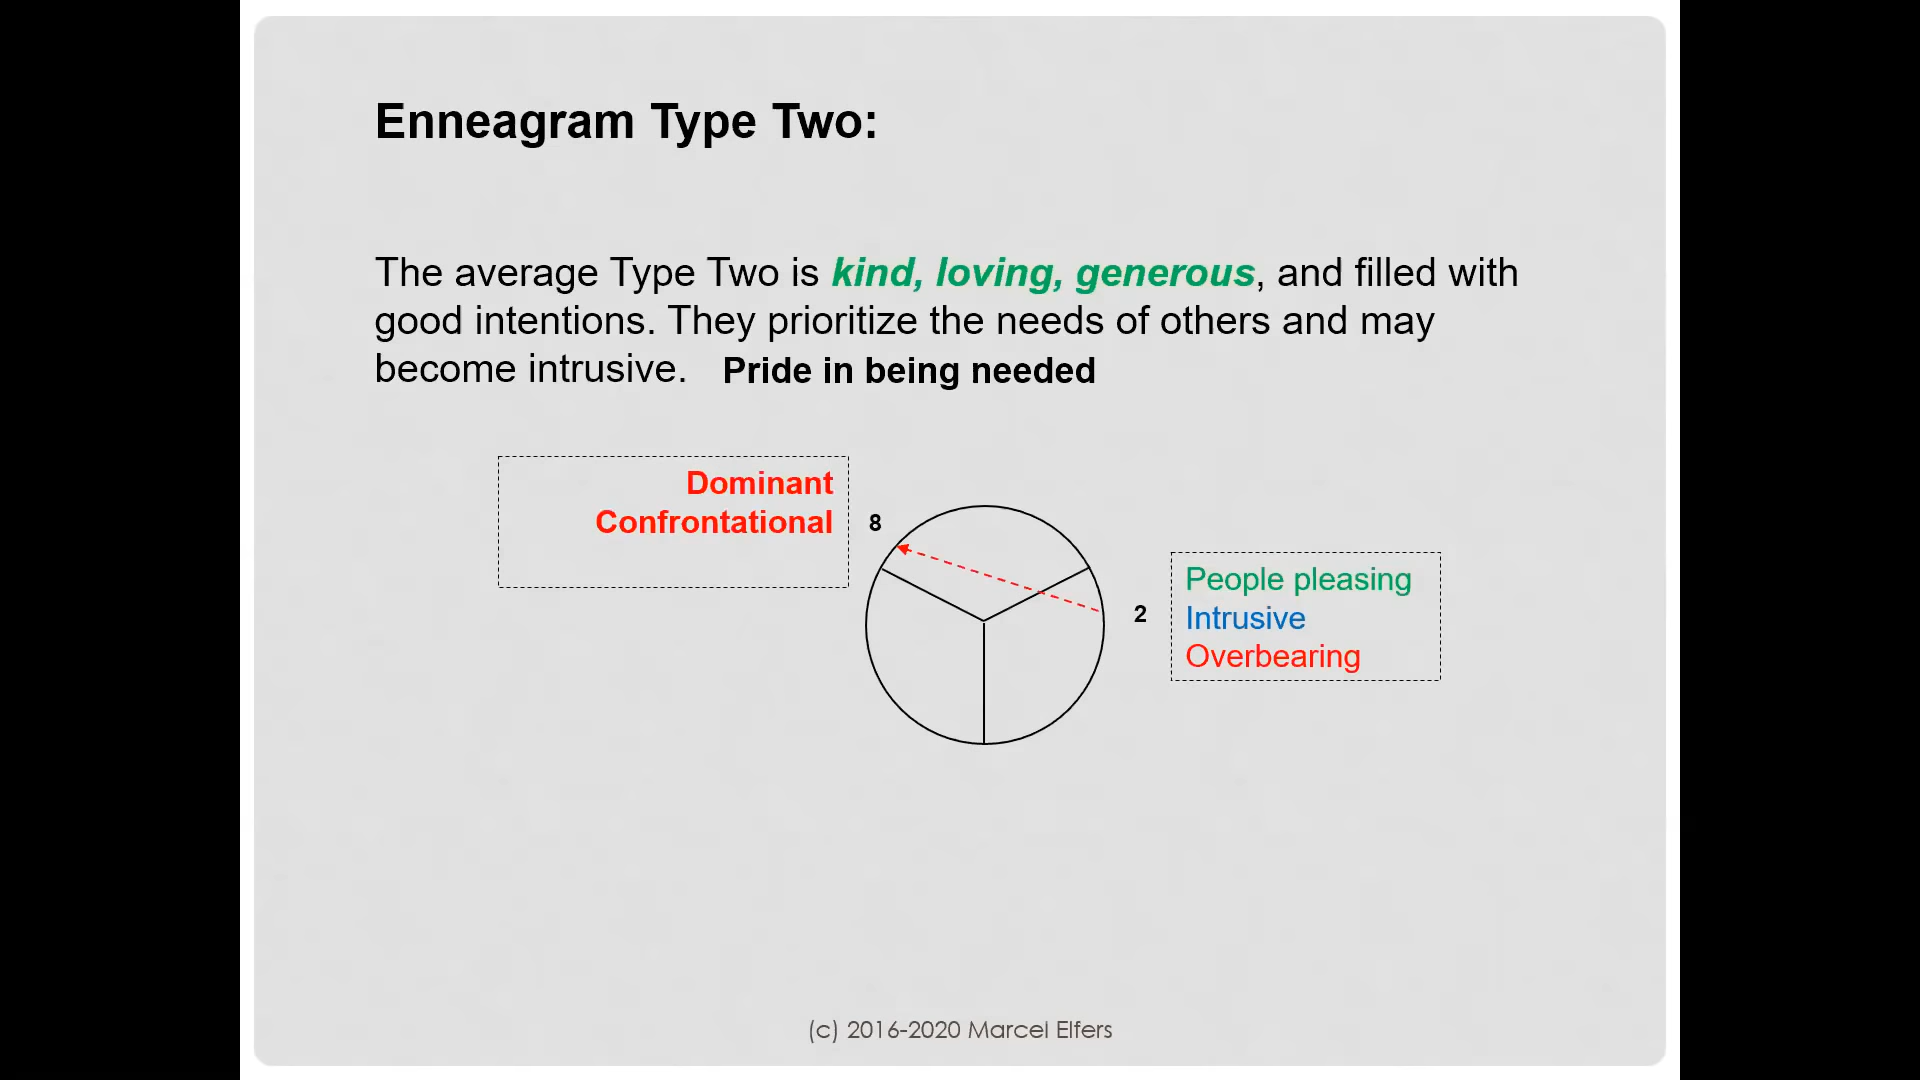 Enneagram Type Two:
The average Type Two is kind, loving, generous, and filled with
good intentions. They prioritize the needs of others and may
become intrusive. Pride in being needed
Dominant
Confrontational
8
2
People pleasing
Intrusive
Overbearing
(c) 2016-2020 Marcel Elfers